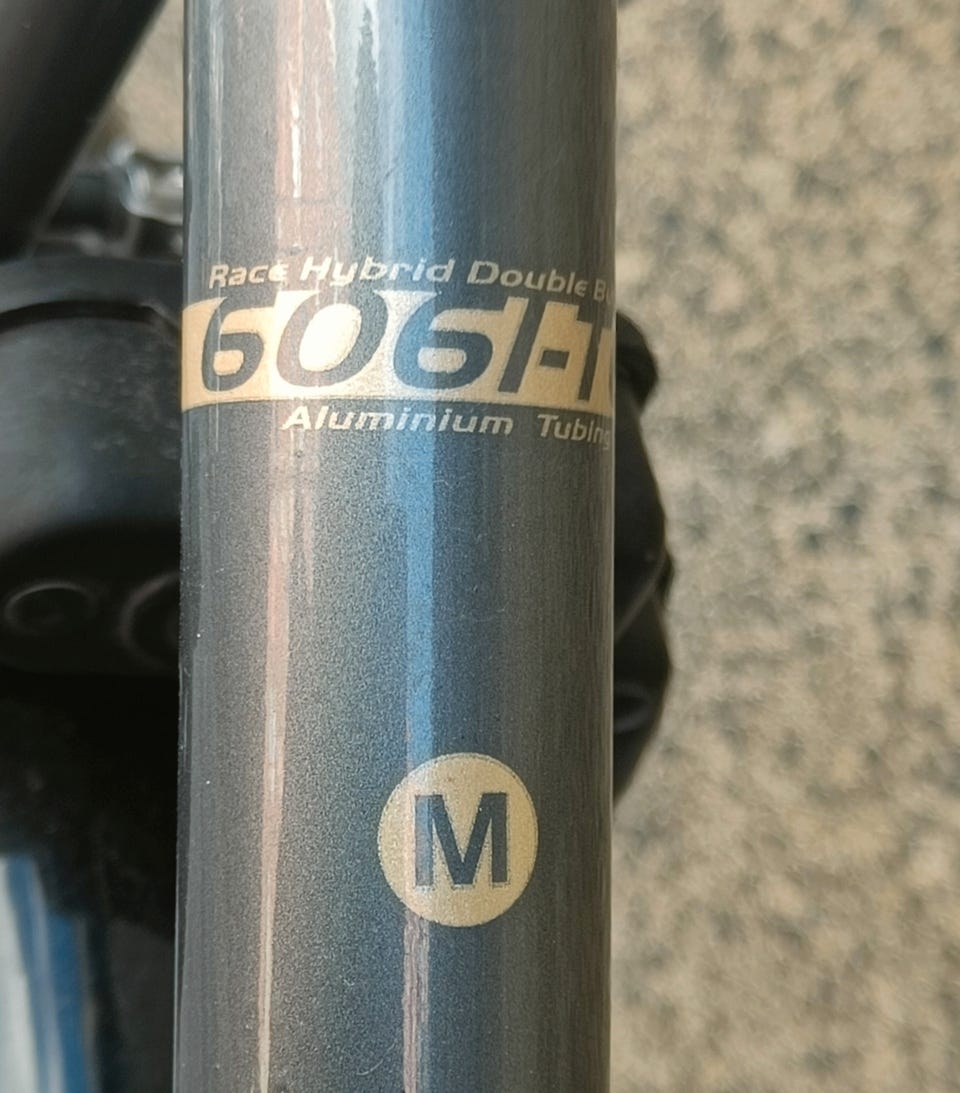 Race Hybrid Double
6061-T
Aluminium Tubing
M